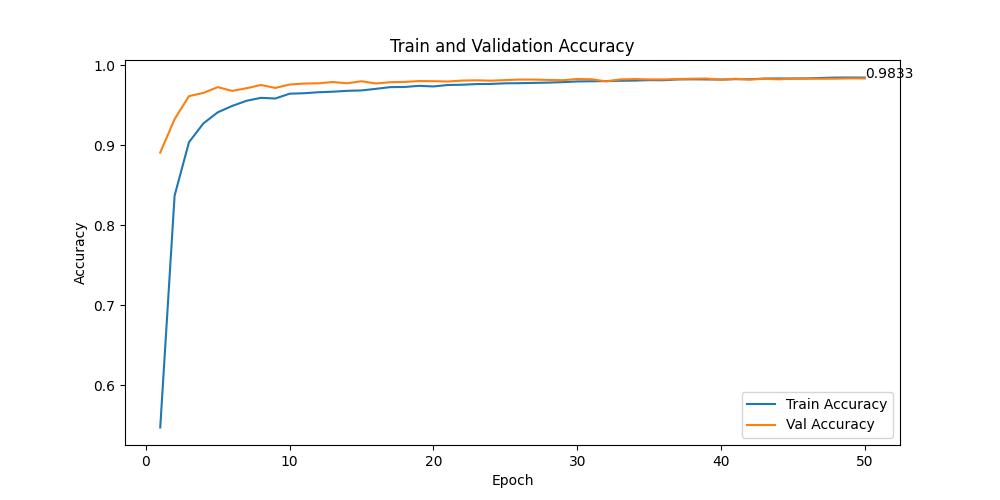 Train and Validation Accuracy
1.0
0.9
0.8
0.7
0.6
Accuracy
0.9833
Train Accuracy
Val Accuracy
0 10 20 30 40 50
Epoch